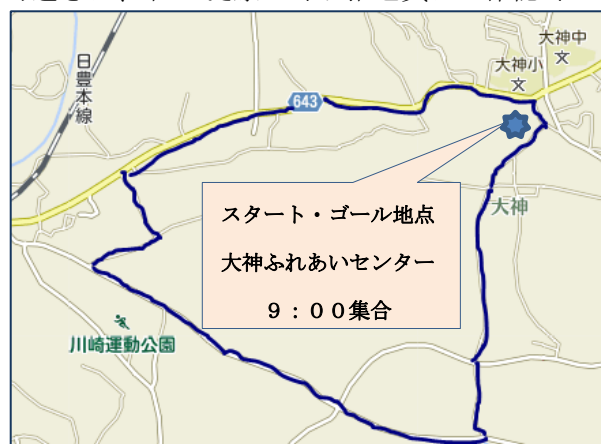 大神中
文
大神小
文
日豊本線
643
大神
スタート・ゴール地点
大神ふれあいセンター
９：００集合
川崎運動公園